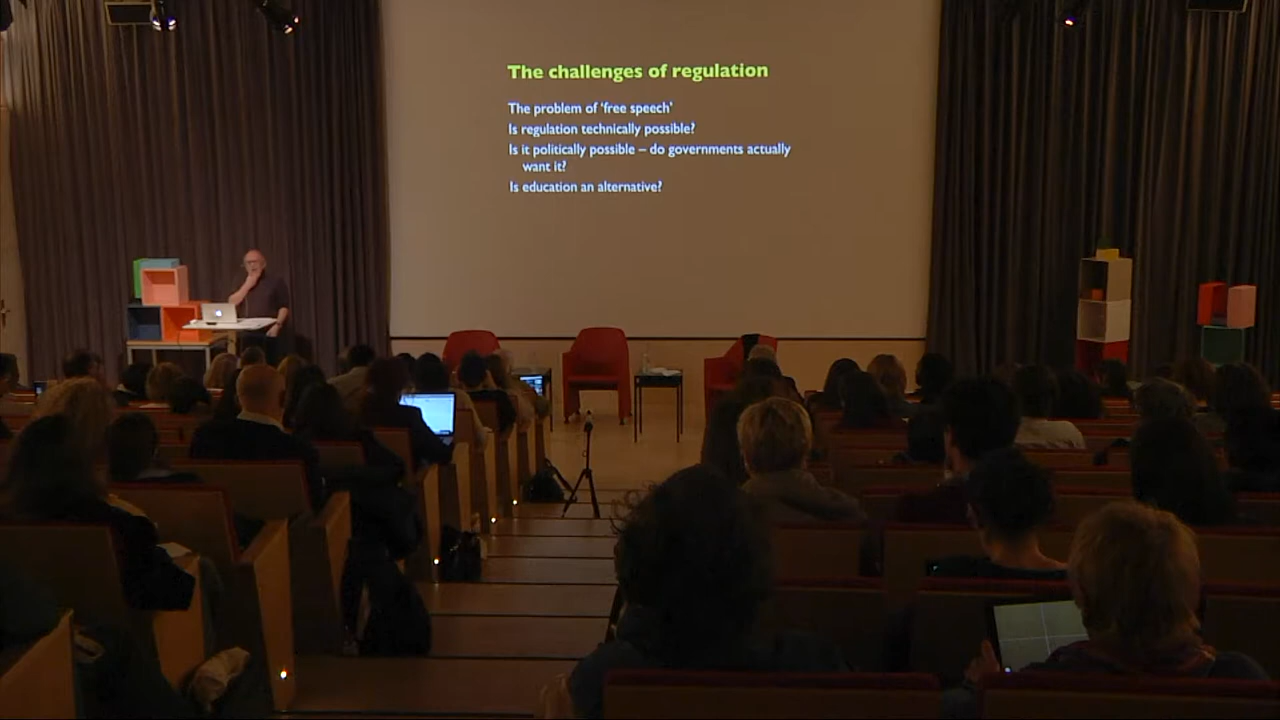 The challenges of regulation
The problem of 'free speech'
Is regulation technically possible?
Is it politically possible – do governments actually
want it?
Is education an alternative?